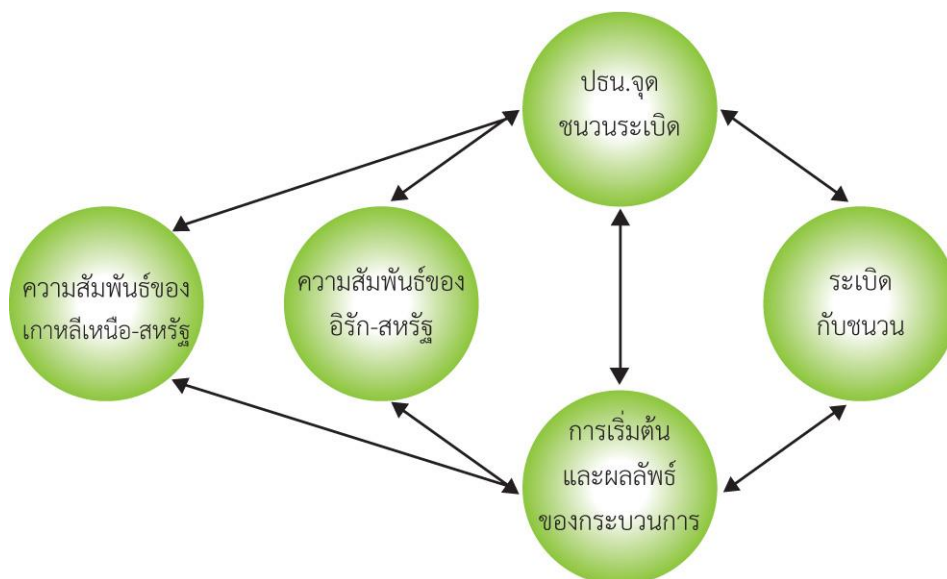 ปธน.จุด
ชนวนระเบิด
ความสัมพันธ์ของ
เกาหลีเหนือ-สหรัฐ
ความสัมพันธ์ของ
อิรัก-สหรัฐ
ระเบิด
กับชนวน
การเริ่มต้น
และผลลัพธ์
ของกระบวนการ